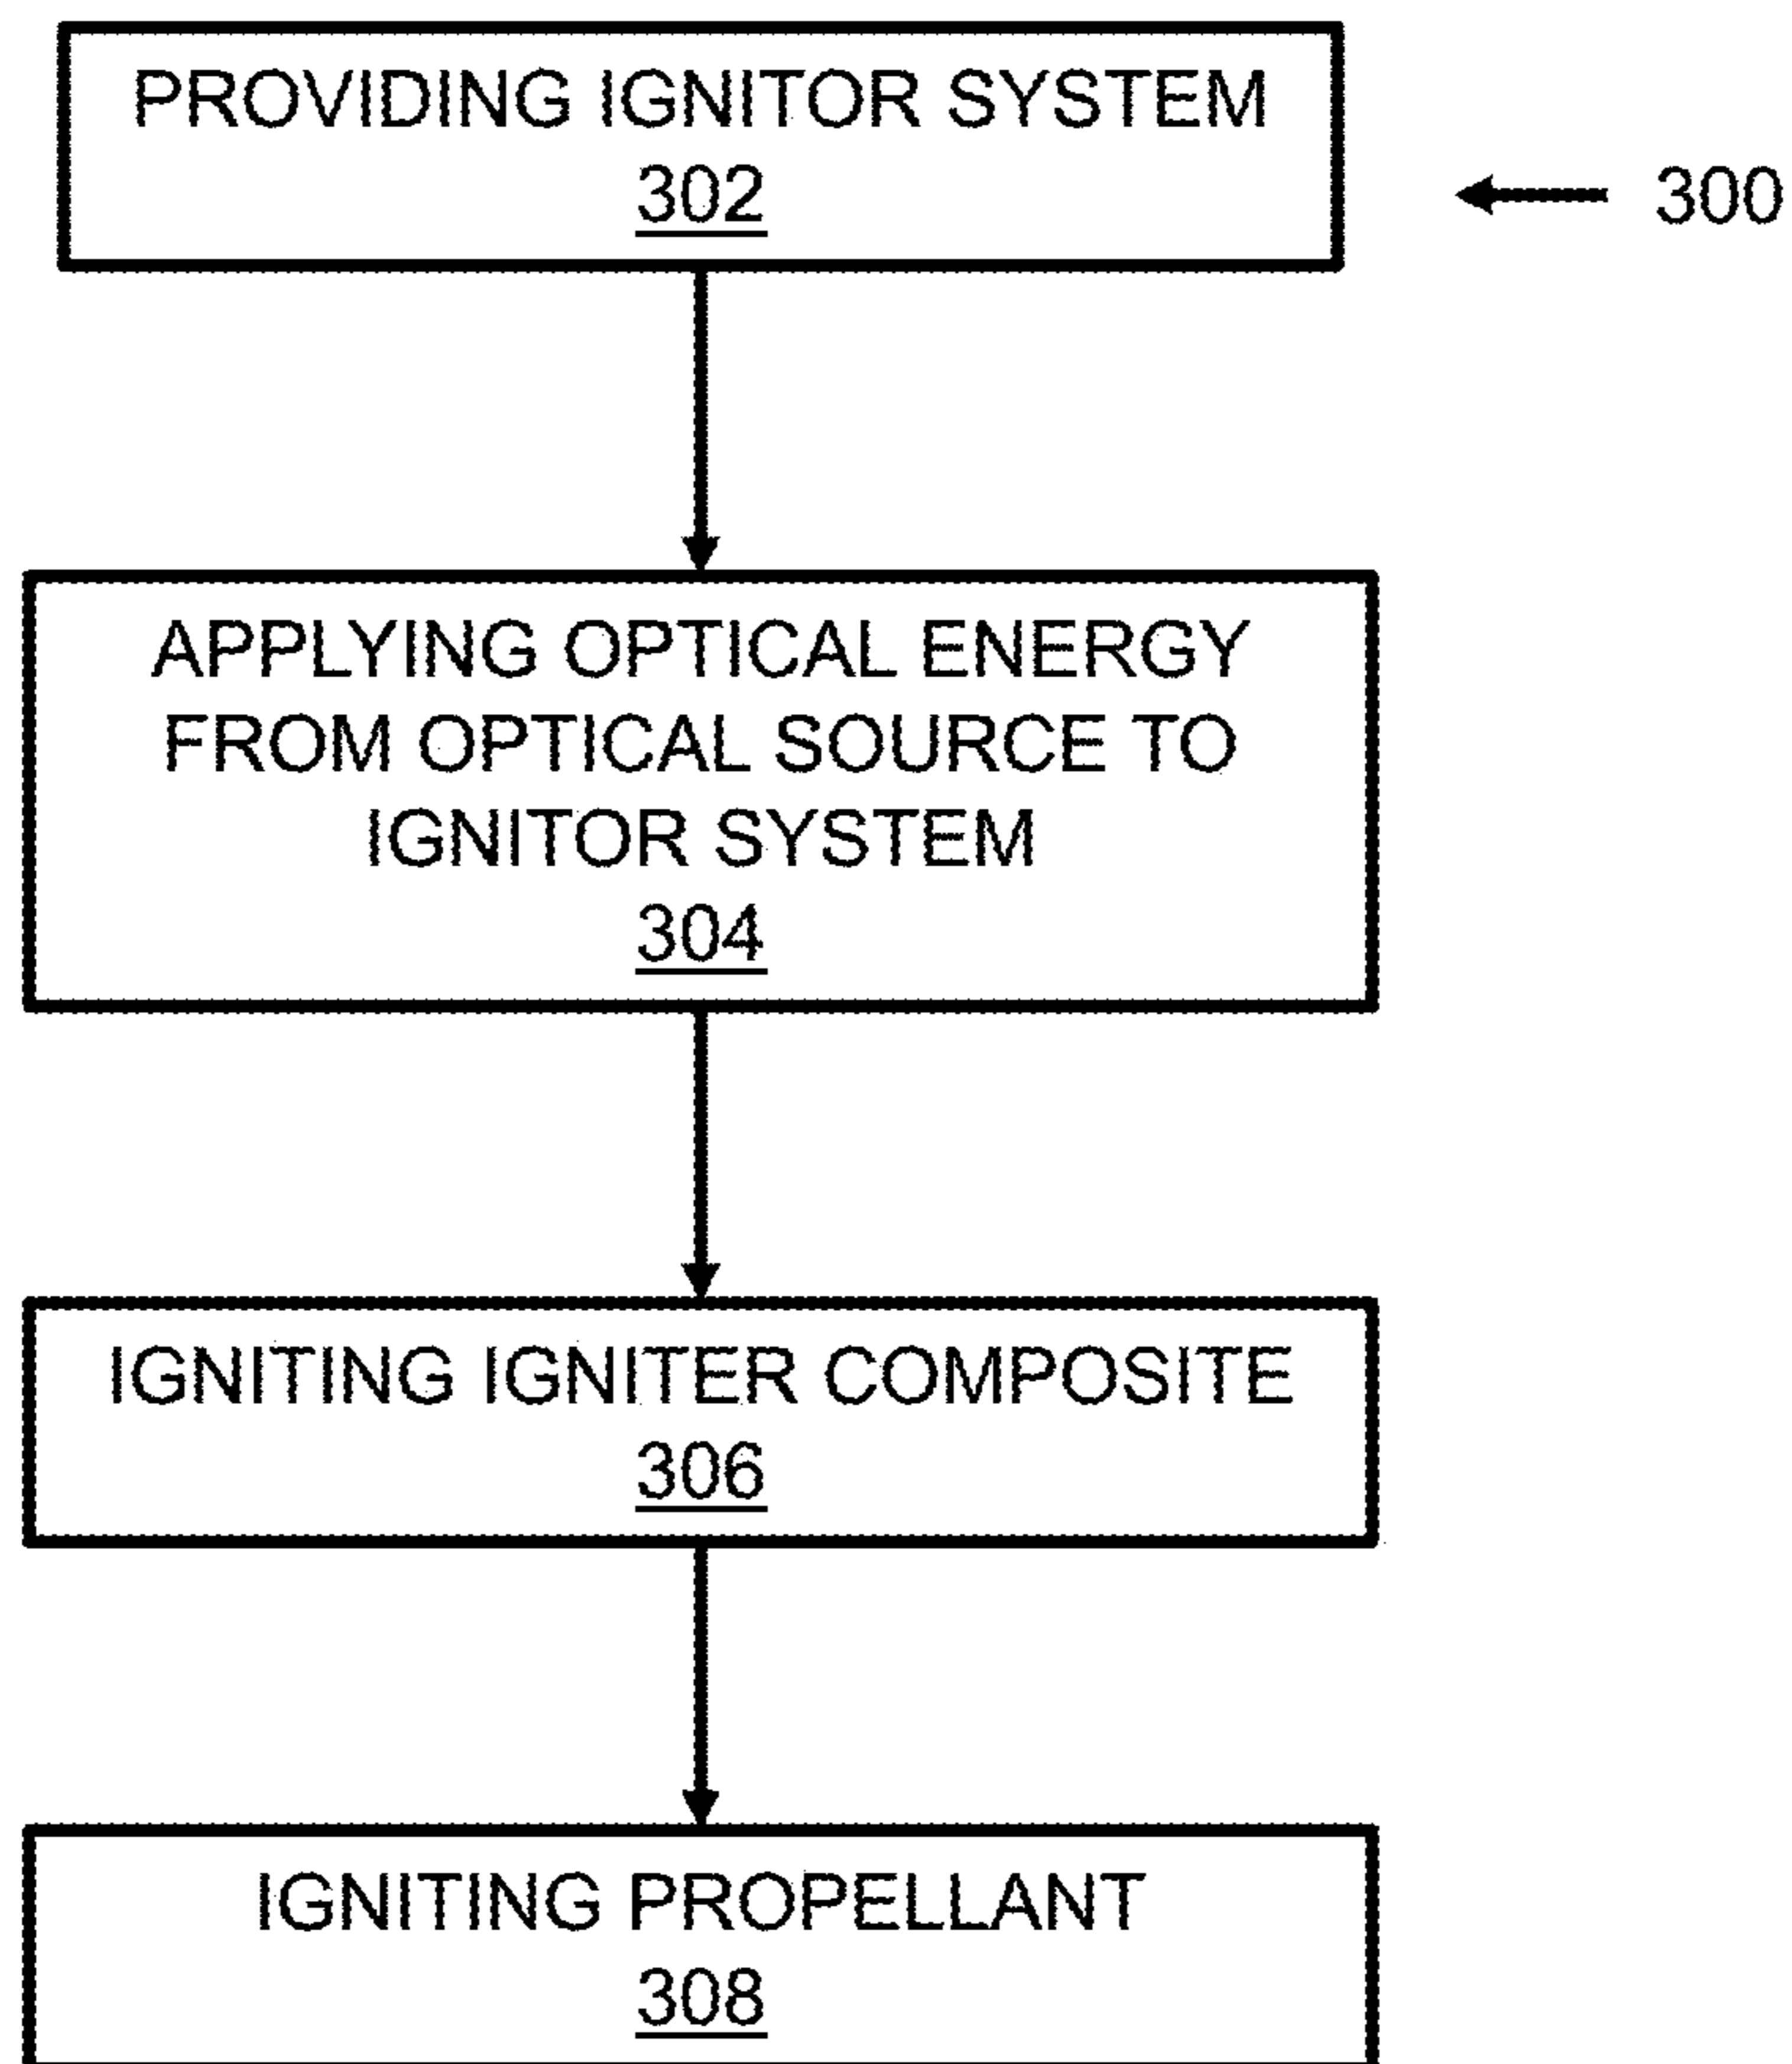 PROVIDING IGNITOR SYSTEM
302
300
APPLYING OPTICAL ENERGY
FROM OPTICAL SOURCE TO
IGNITOR SYSTEM
304
IGNITING IGNITER COMPOSITE
306
IGNITING PROPELLANT
308